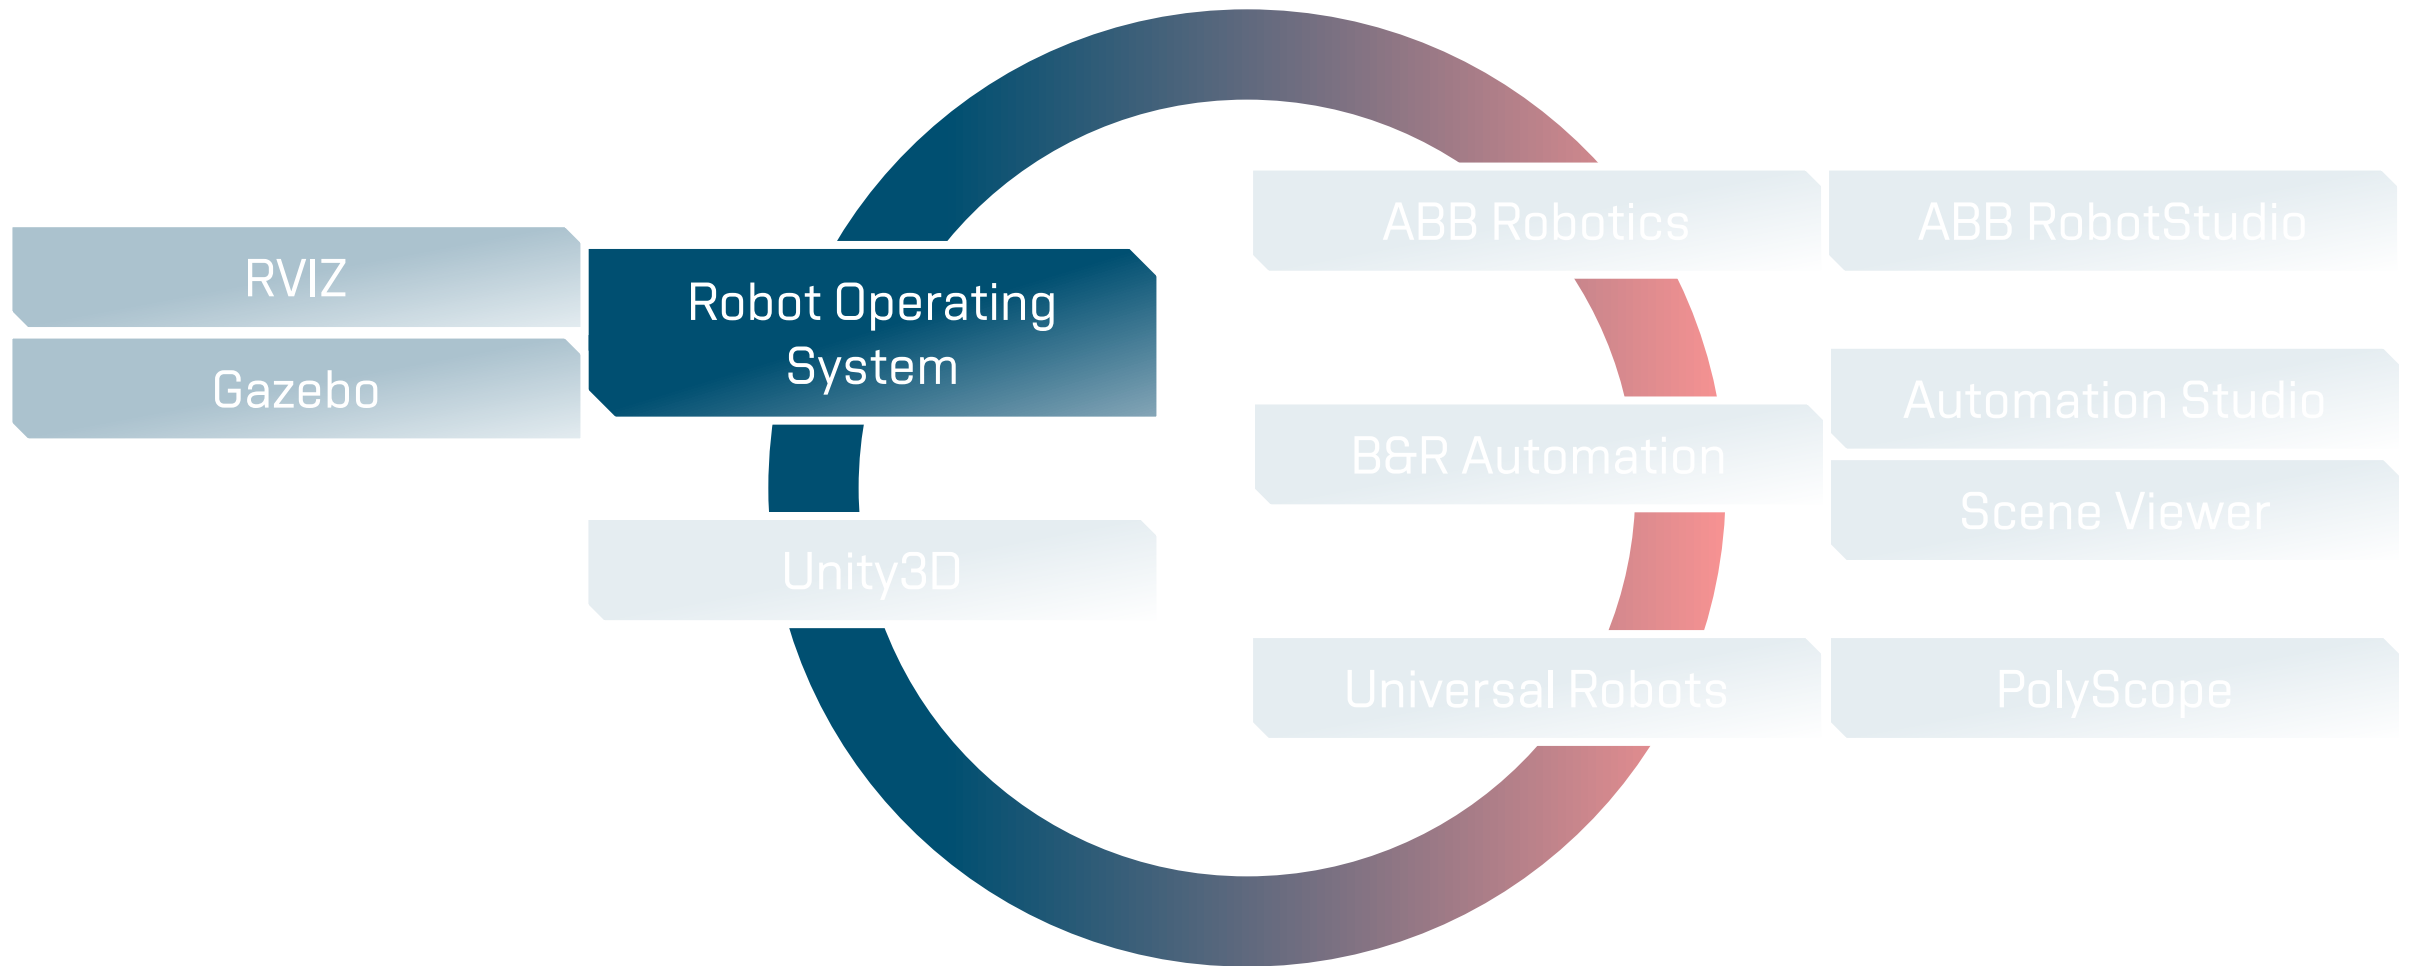 RVIZ
Gazebo
Robot Operating
System
Unity3D
ABB Robotics
ABB RobotStudio
B&R Automation
Automation Studio
Scene Viewer
Universal Robots
PolyScope